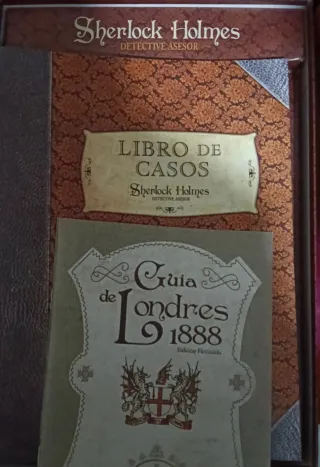 Sherlock Holmes
DETECTIVE ASESOR
LIBRO DE
CASOS
Sherlock Holmes
DETECTIVE ASESOR
Guía
de Londres
1888